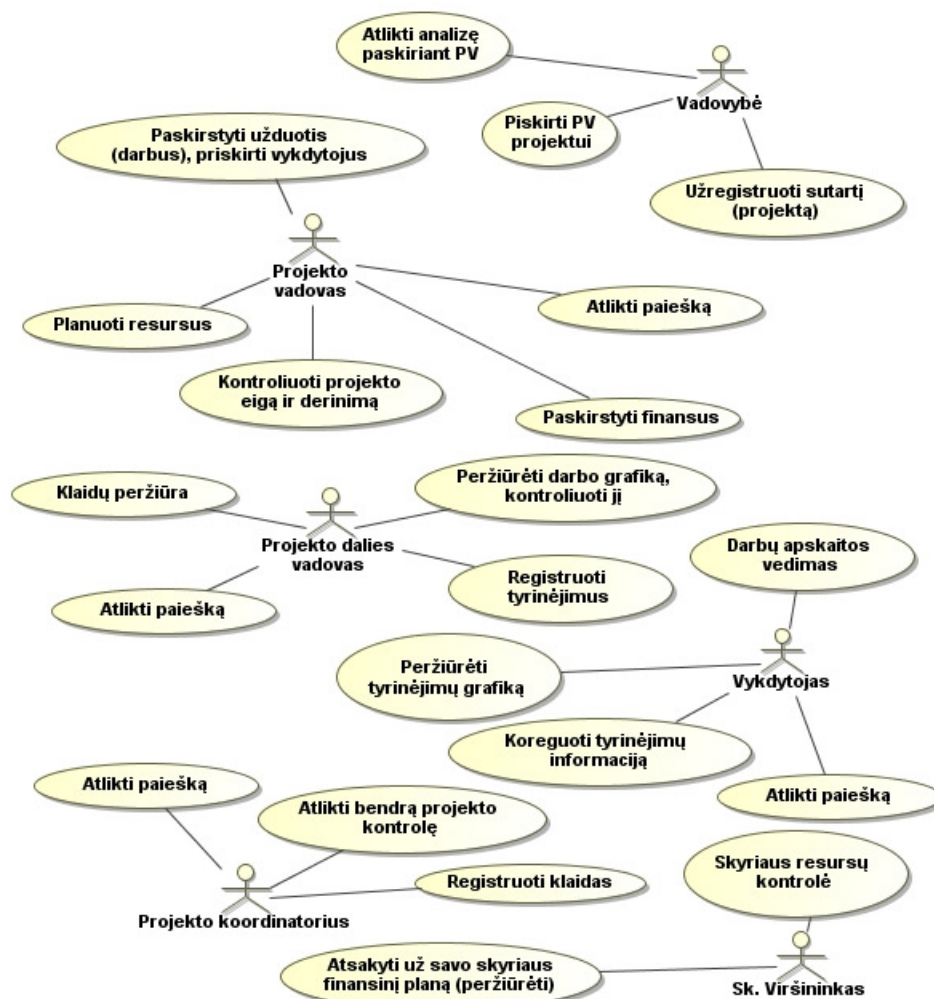 Atlikti analizę
paskiriant PV
Vadovybė
Piskirti PV
projektui
Užregistruoti sutartį
(projektą)
Paskirstyti užduotis
(darbus), priskirti vykdytojus
Projekto
vadovas
Planuoti resursus
Atlikti paiešką
Kontroliuoti projekto
eigą ir derinimą
Paskirstyti finansus
Klaidų peržiūra
Peržiūrėti darbo grafiką,
kontroliuoti jį
Projekto dalies
vadovas
Atlikti paiešką
Registruoti
tyrinėjimus
Darbų apskaitos
vedimas
Vykdytojas
Peržiūrėti
tyrinėjimų grafiką
Koreguoti tyrinėjimų
informaciją
Atlikti paiešką
Atlikti paiešką
Atlikti bendrą projekto
kontrolę
Registruoti klaidas
Projekto koordinatorius
Skyriaus resursų
kontrolė
Atsakyti už savo skyriaus
finansinį planą (peržiūrėti)
Sk. Viršininkas